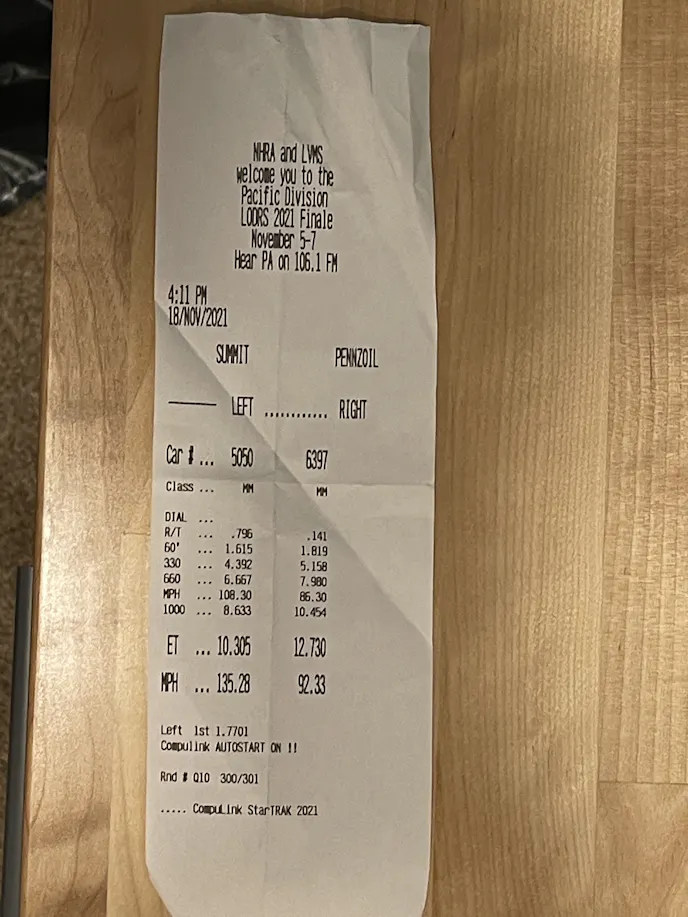 NHRA and LVMS
welcome you to the
Pacific Division
LODRS 2021 Finale
November 5-7
Hear PA on 106.1 FM
4:11 PM
18/NOV/2021
SUMMIT PENNZOIL
——— LEFT ............ RIGHT
Car # ... 5050 6397
Class ... MM MM
DIAL ...
R/T ... .796 .141
60' ... 1.615 1.819
330 ... 4.392 5.158
660 ... 6.667 7.980
MPH ... 108.30 86.30
1000 ... 8.633 10.454
ET ... 10.305 12.730
MPH ... 135.28 92.33
Left 1st 1.7701
Compulink AUTOSTART ON !!
Rnd # Q10 300/301
..... CompuLink StarTRAK 2021